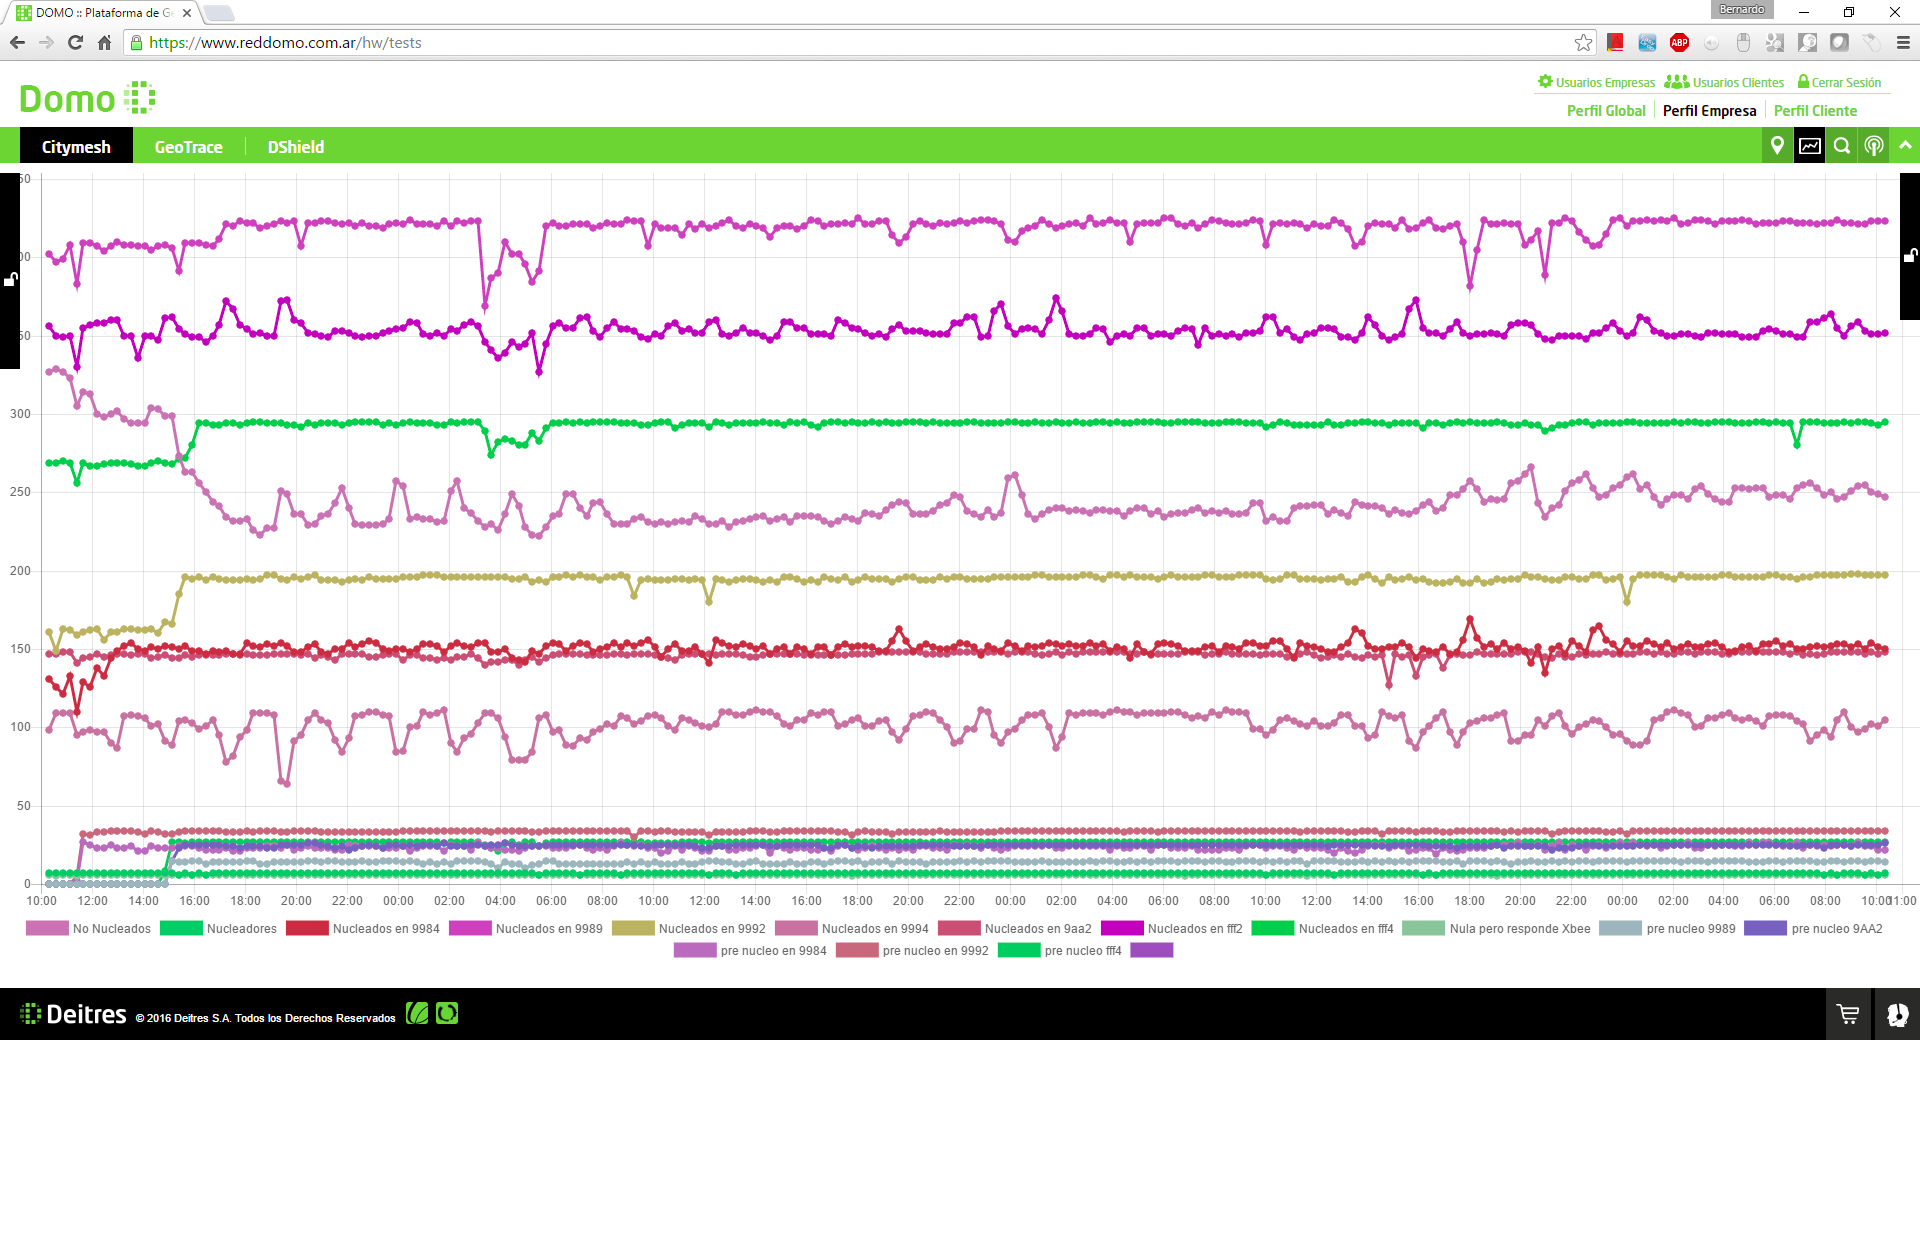 DOMO :: Plataforma de G
Bernardo
https://www.reddomo.com.ar/hw/tests
ABP
Domo
Usuarios Empresas Usuarios Clientes Cerrar Sesión
Perfil Global Perfil Empresa Perfil Cliente
Citymesh GeoTrace DShield
50
00
50
300
250
200
150
100
50
0
10:00 12:00 14:00 16:00 18:00 20:00 22:00 00:00 02:00 04:00 06:00 08:00 10:00 12:00 14:00 16:00 18:00 20:00 22:00 00:00 02:00 04:00 06:00 08:00 10:00 12:00 14:00 16:00 18:00 20:00 22:00 00:00 02:00 04:00 06:00 08:00 10:00 11:00
No Nucleados Nucleadores Nucleados en 9984 Nucleados en 9989 Nucleados en 9992 Nucleados en 9994 Nucleados en 9aa2 Nucleados en fff2 Nucleados en fff4 Nula pero responde Xbee pre nucleo en 9989 pre nucleo 9AA2
pre nucleo en 9984 pre nucleo en 9992 pre nucleo fff4
Deitres © 2016 Deitres S.A. Todos los Derechos Reservados